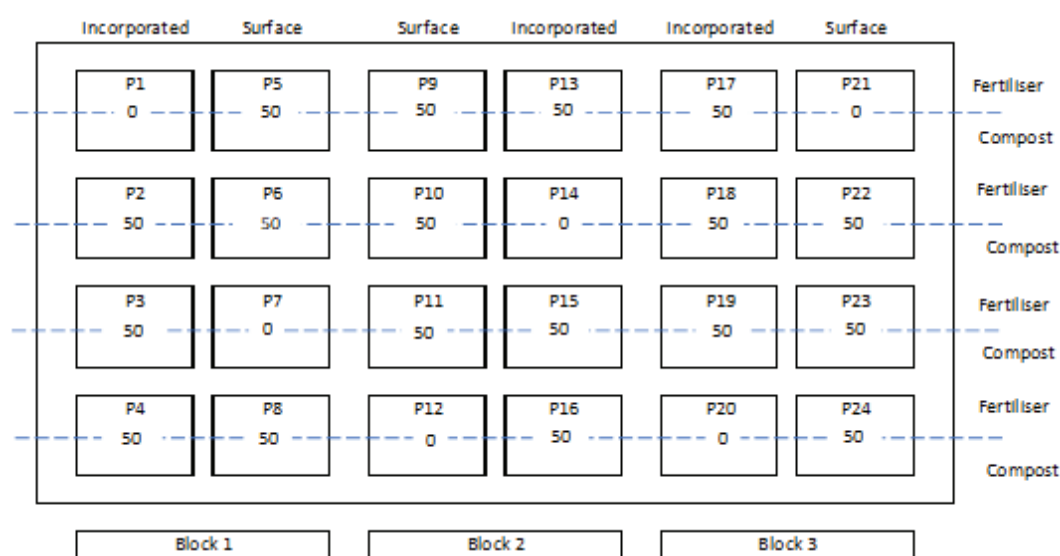 Incorporated Surface Surface Incorporated Incorporated Surface
P1 P5 P9 P13 P17 P21 Fertiliser
0 50 50 50 50 0
Compost
P2 P6 P10 P14 P18 P22 Fertiliser
50 50 50 0 50 50
Compost
P3 P7 P11 P15 P19 P23 Fertiliser
50 0 50 50 50 50
Compost
P4 P8 P12 P16 P20 P24 Fertiliser
50 50 0 50 0 50
Compost
Block 1 Block 2 Block 3